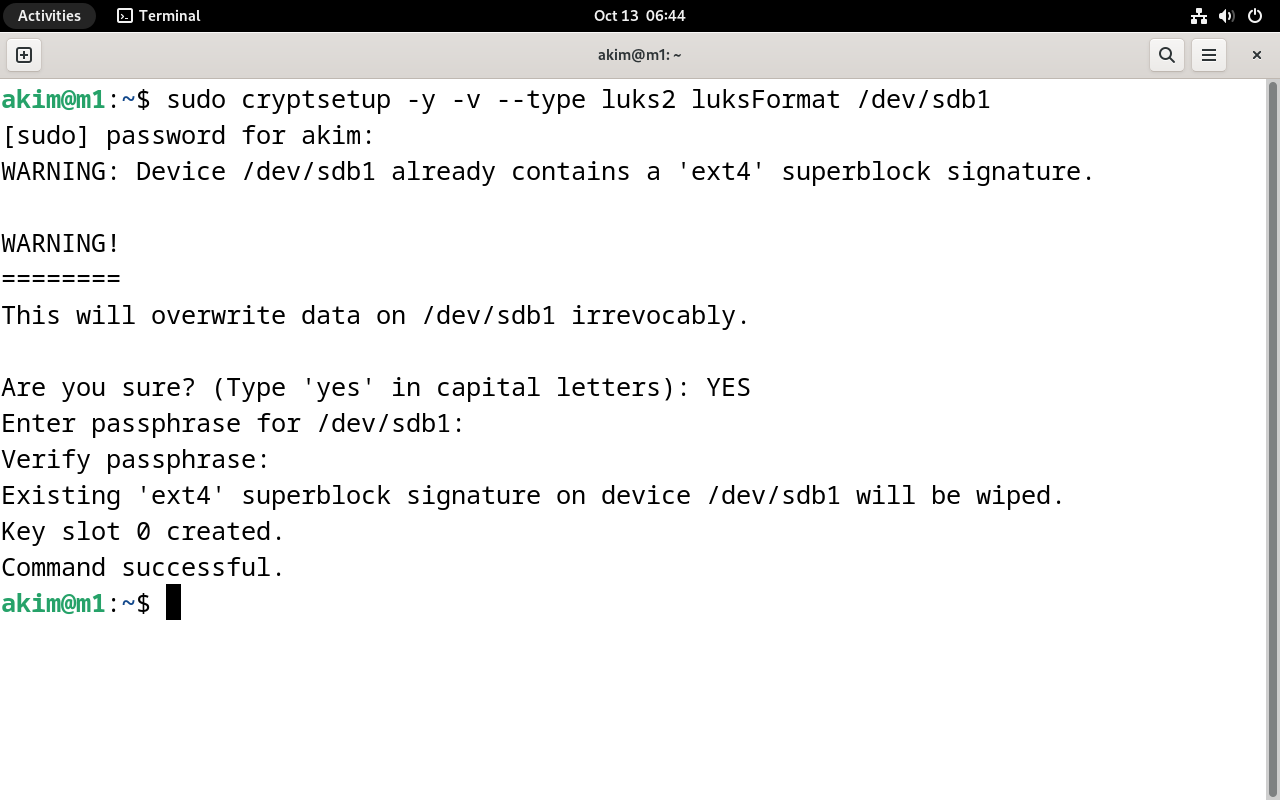 Activities Terminal Oct 13 06:44
akim@m1: ~
akim@m1:~$ sudo cryptsetup -y -v --type luks2 luksFormat /dev/sdb1
[sudo] password for akim:
WARNING: Device /dev/sdb1 already contains a 'ext4' superblock signature.
WARNING!
========
This will overwrite data on /dev/sdb1 irrevocably.
Are you sure? (Type 'yes' in capital letters): YES
Enter passphrase for /dev/sdb1:
Verify passphrase:
Existing 'ext4' superblock signature on device /dev/sdb1 will be wiped.
Key slot 0 created.
Command successful.
akim@m1:~$